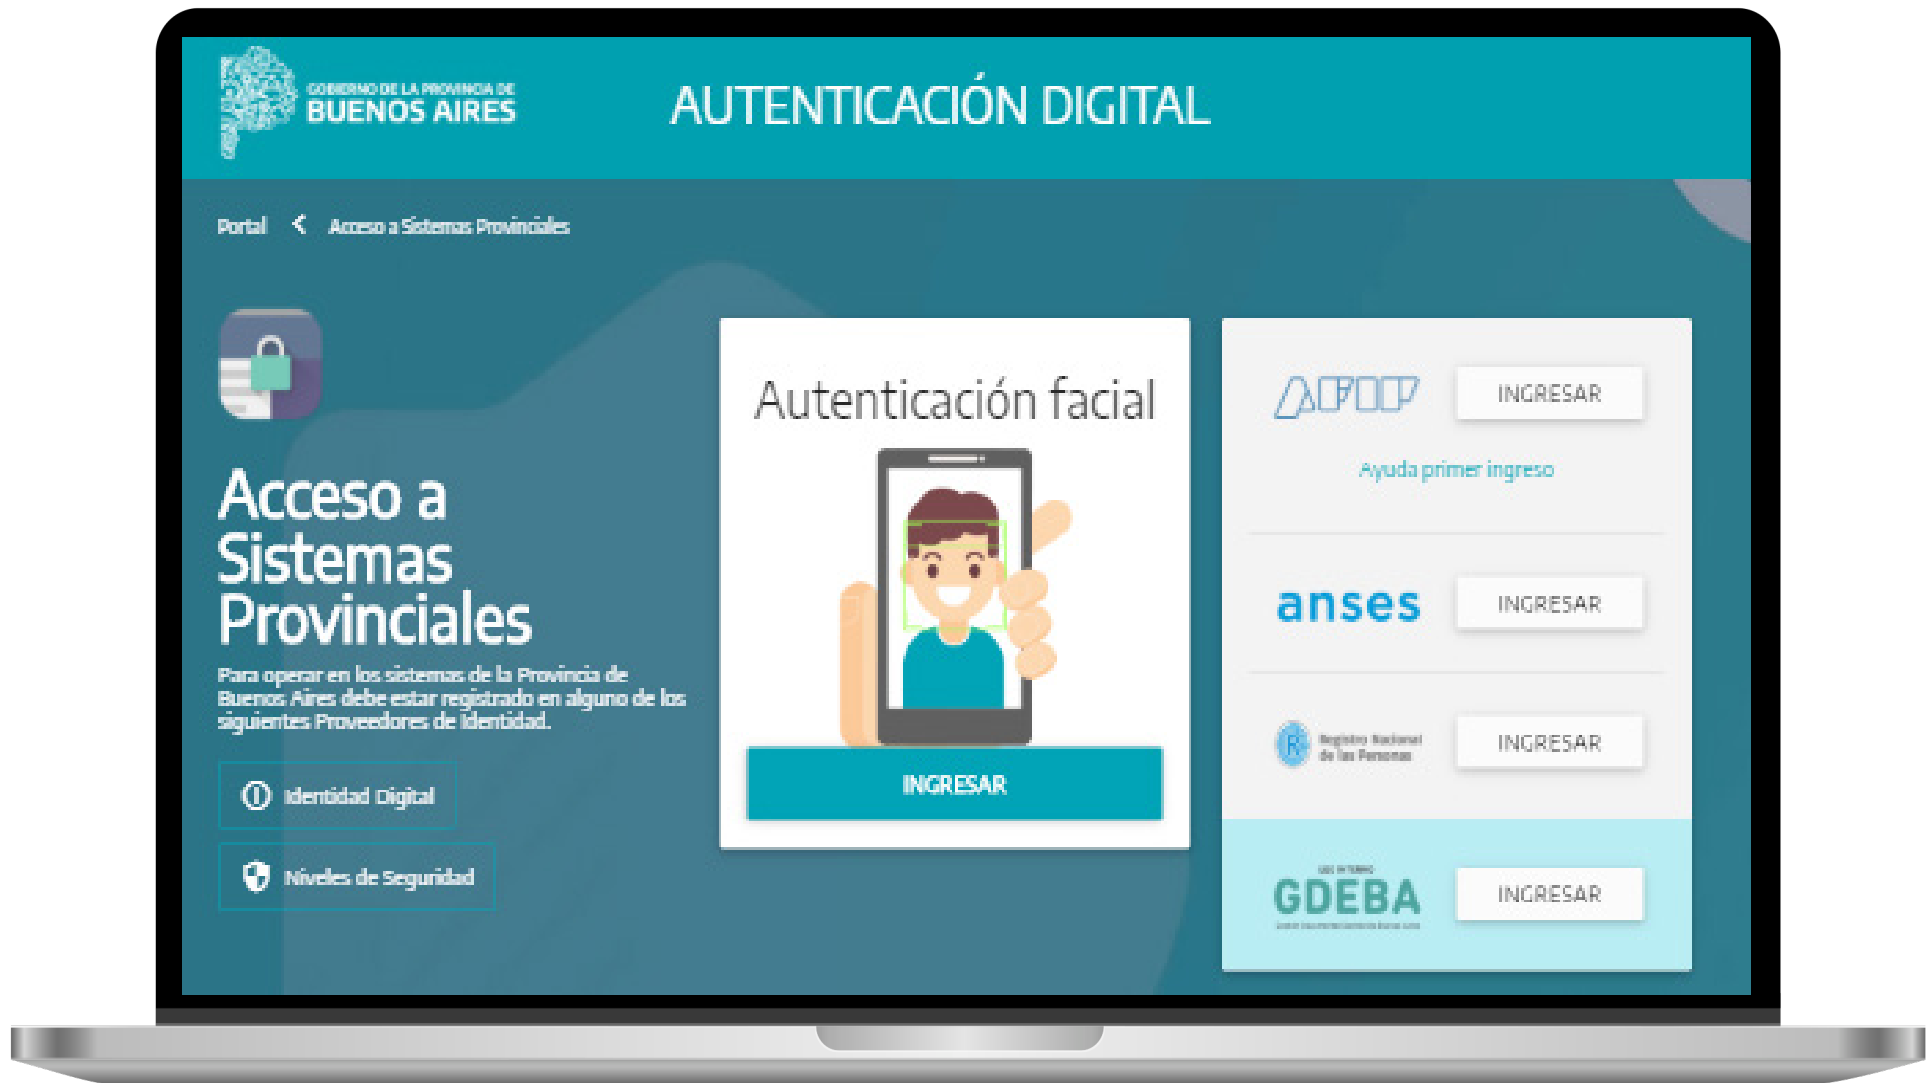 GOBIERNO DE LA PROVINCIA DE
BUENOS AIRES
AUTENTICACIÓN DIGITAL
Portal
Acceso a Sistemas Provinciales
Acceso a
Sistemas
Provinciales
Para operar en los sistemas de la Provincia de
Buenos Aires debe estar registrado en alguno de los
siguientes Proveedores de Identidad.
Identidad Digital
Niveles de Seguridad
Autenticación facial
INGRESAR
AFIP
INGRESAR
Ayuda primer ingreso
anses
INGRESAR
R
Registro Nacional
de las Personas
INGRESAR
USO INTERNO
GDEBA
INGRESAR